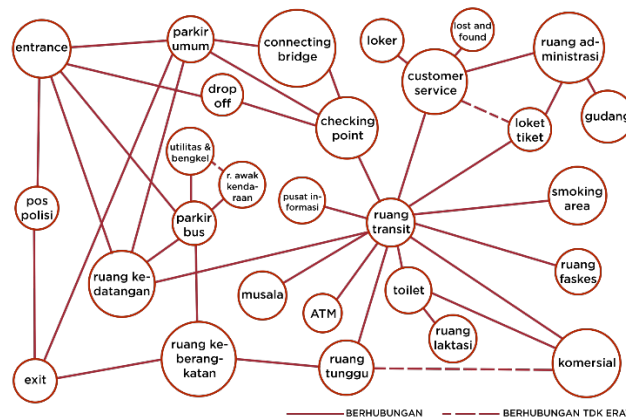 entrance
parkir
umum
connecting
bridge
loker
lost and
found
ruang ad-
ministrasi
customer
service
drop
off
checking
point
loket
tiket
gudang
utilitas &
bengkel
r. awak
kenda-
raan
pos
polisi
parkir
bus
pusat in-
formasi
ruang
transit
smoking
area
ruang ke-
datangan
musala
ATM
toilet
ruang
faskes
ruang
laktasi
exit
ruang ke-
berang-
katan
ruang
tunggu
komersial
BERHUBUNGAN
BERHUBUNGAN TDK ERA